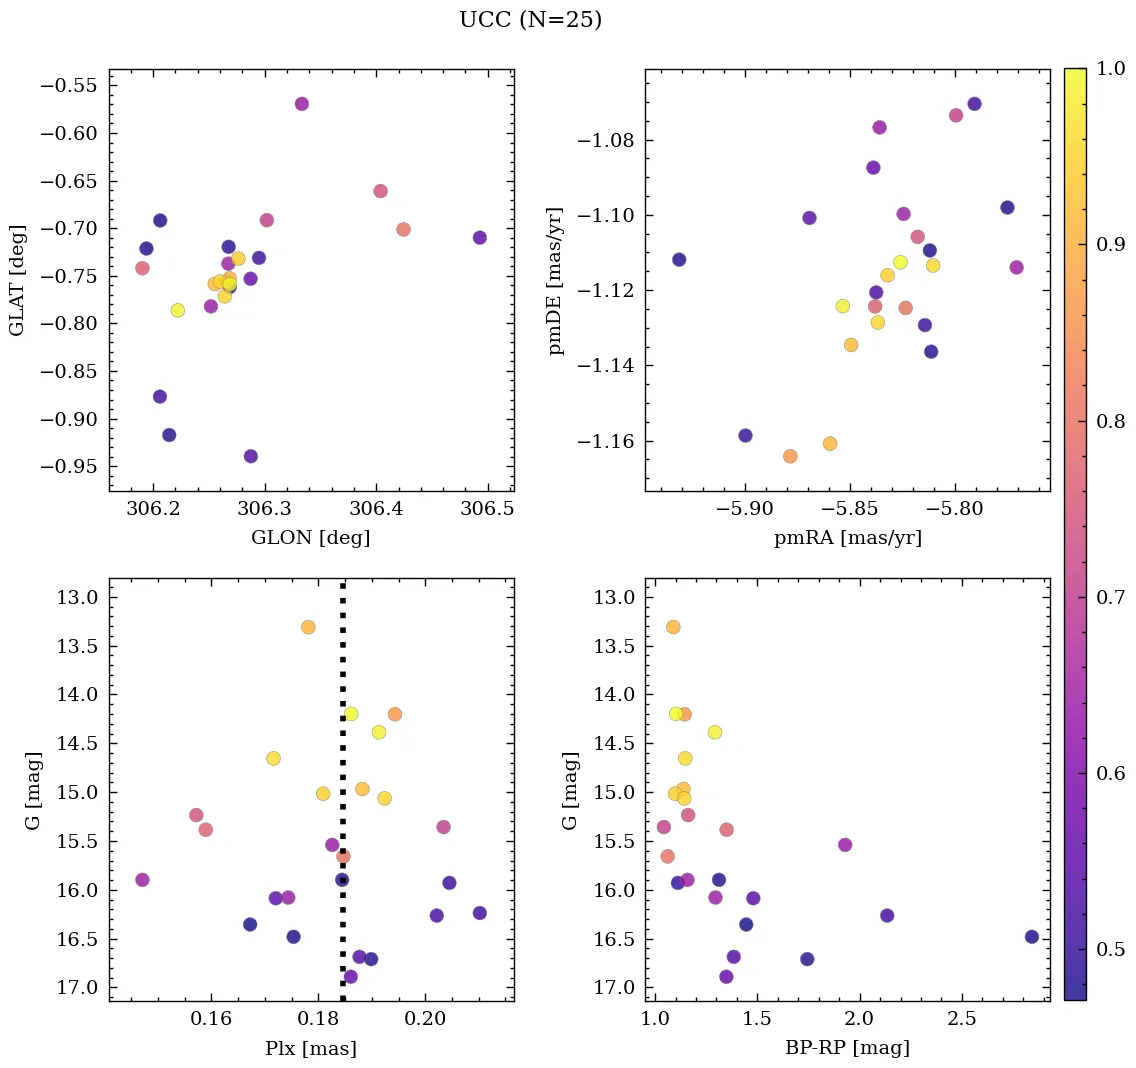 UCC (N=25)
−0.55
−0.60
−0.65
−0.70
−0.75
−0.80
−0.85
−0.90
−0.95
GLAT [deg]
306.2 306.3 306.4 306.5
GLON [deg]
−1.08
−1.10
−1.12
−1.14
−1.16
pmDE [mas/yr]
−5.90 −5.85 −5.80
pmRA [mas/yr]
1.0
0.9
0.8
0.7
0.6
0.5
13.0
13.5
14.0
14.5
15.0
15.5
16.0
16.5
17.0
G [mag]
0.16 0.18 0.20
Plx [mas]
13.0
13.5
14.0
14.5
15.0
15.5
16.0
16.5
17.0
G [mag]
1.0 1.5 2.0 2.5
BP-RP [mag]